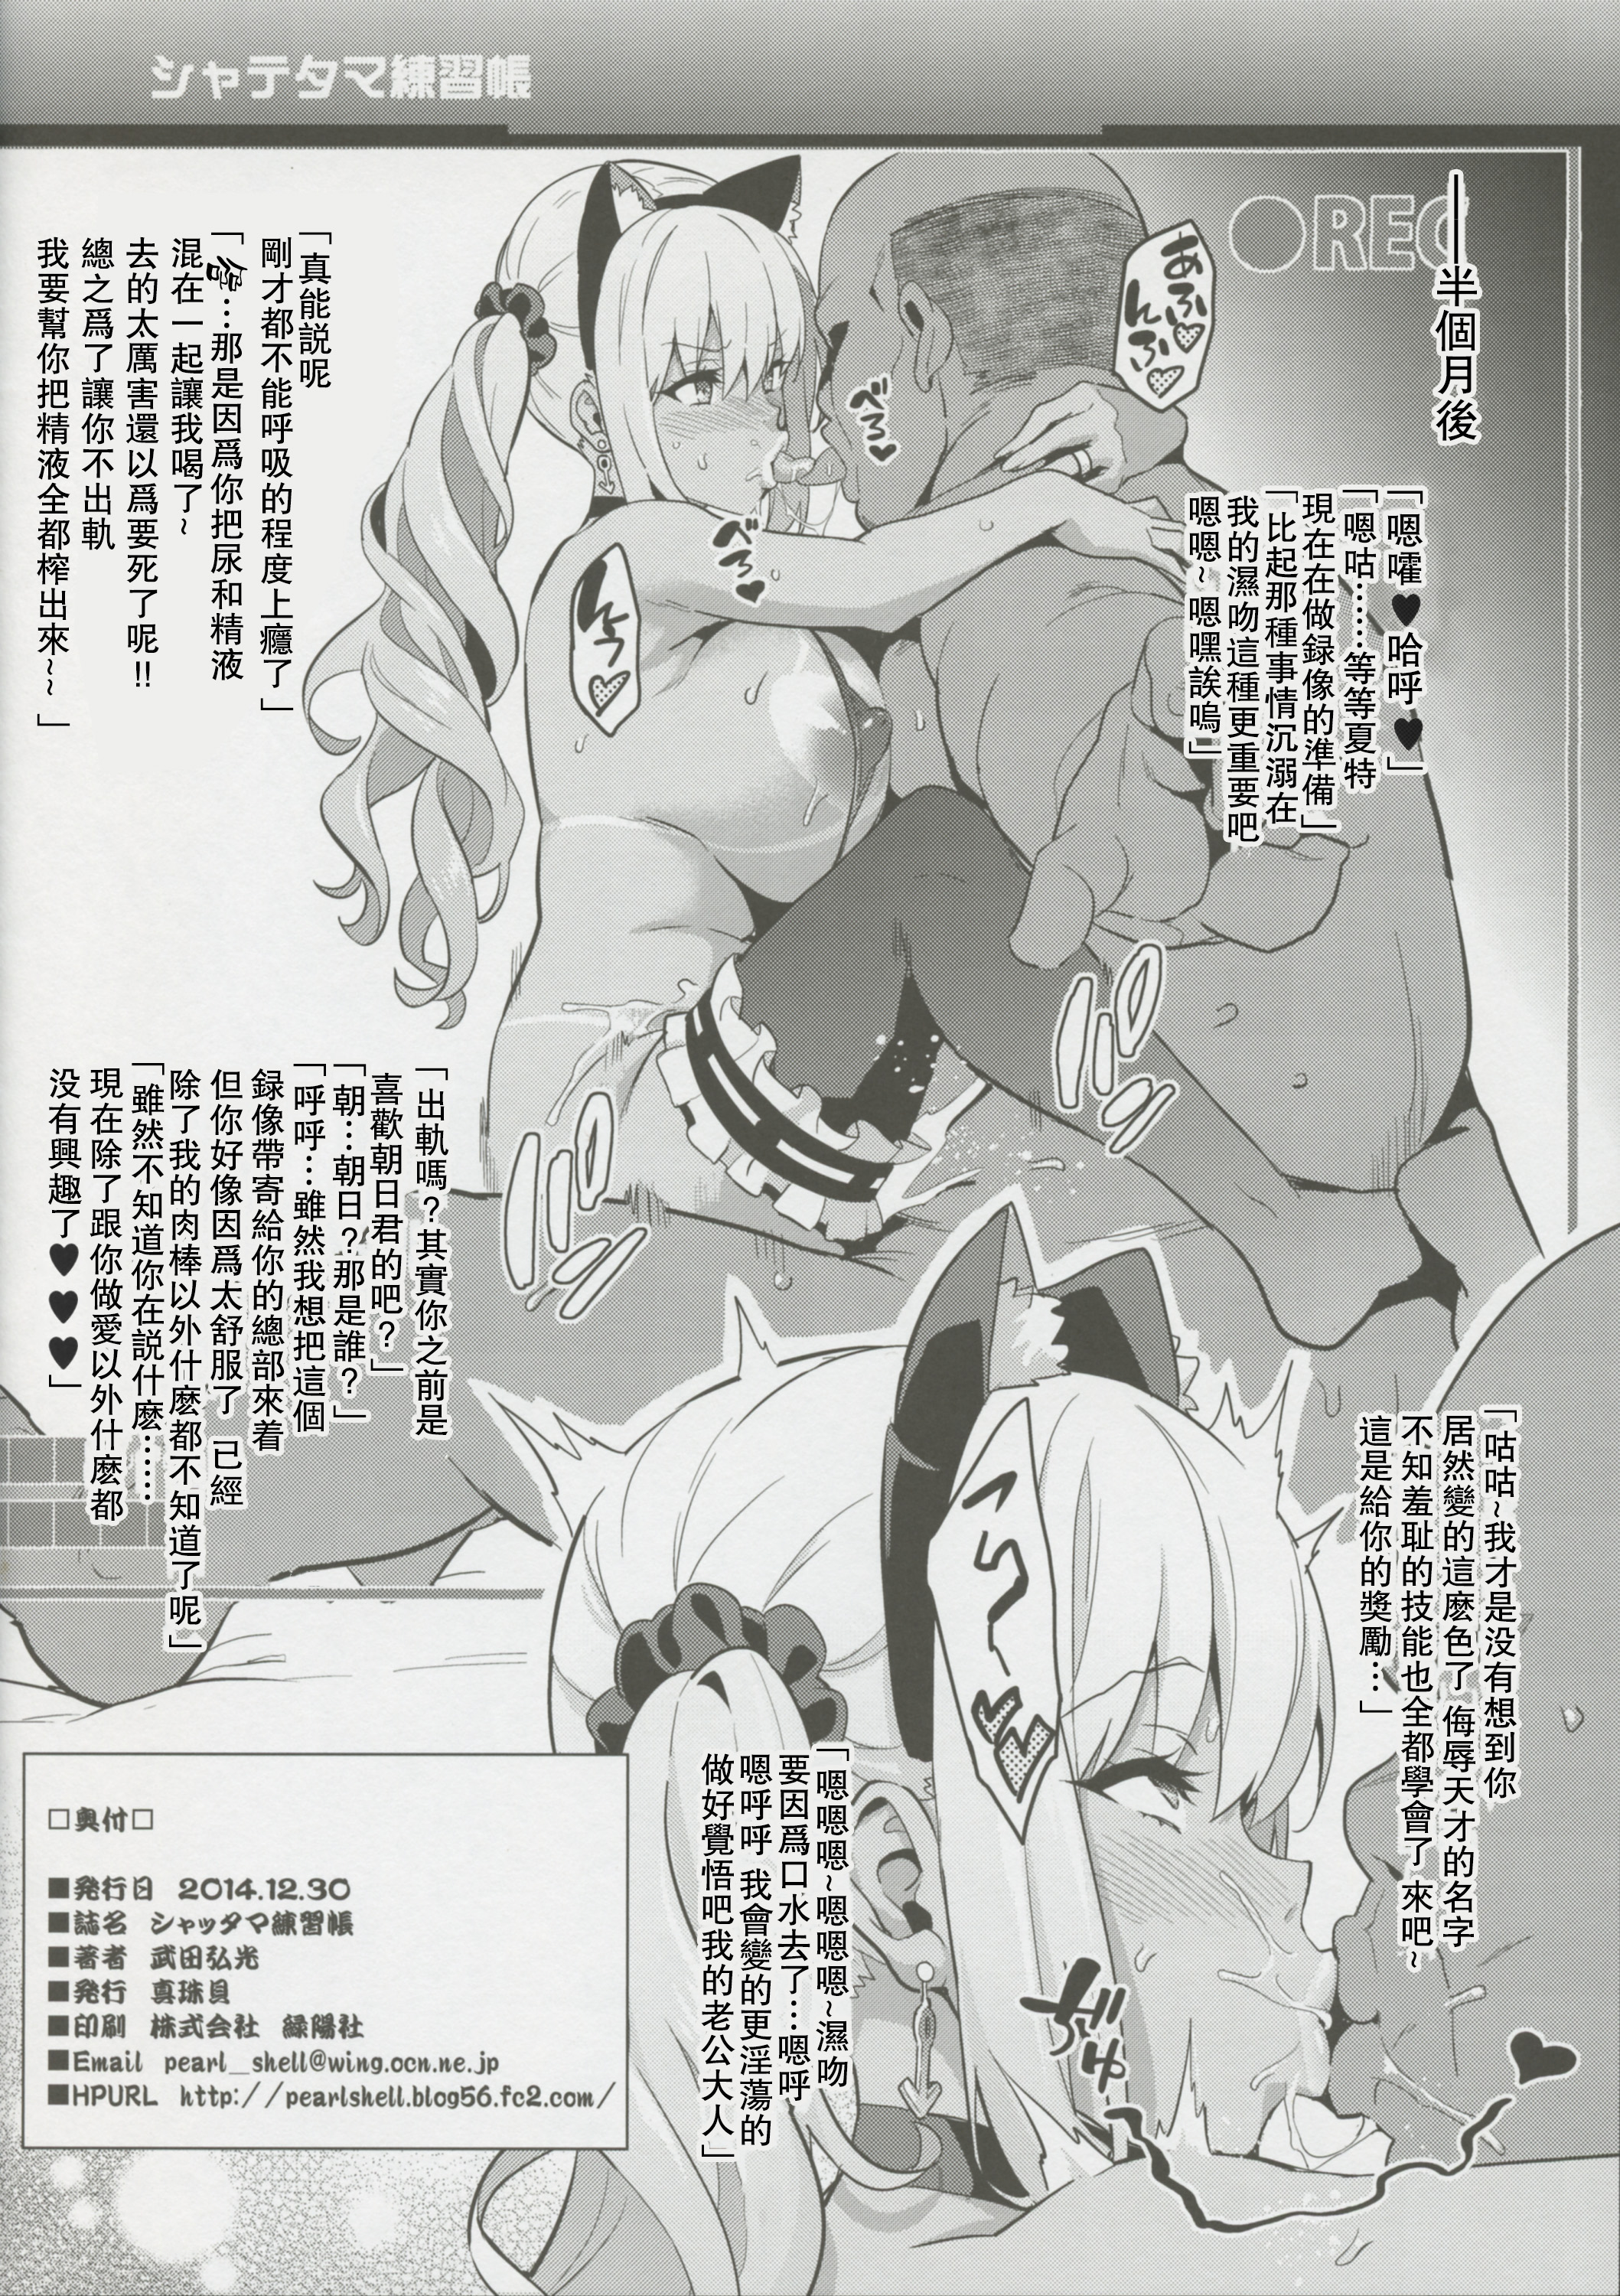 シャテタマ練習帳
●REC
——半個月後
「嗯嚯♥哈呼♥」
「嗯咕……等等夏特
現在在做録像的準備」
「比起那種事情沉溺在
我的濕吻這種更重要吧
嗯嗯~嗯嘿誒嗚」
あふ♡
んふ♡
べろ♥
べろ♥
「真能説呢
剛才都不能呼吸的程度上癮了」
「…那是因爲你把尿和精液
混在一起讓我喝了~
去的太厲害還以爲要死了呢!!
總之爲了讓你不出軌
我要幫你把精液全都榨出來~~」
「出軌嗎?其實你之前是
喜歡朝日君的吧?」
「朝…朝日?那是誰?」
「呼呼…雖然我想把這個
録像帶寄給你的總部來着
但你好像因爲太舒服了 已經
除了我的肉棒以外什麽都不知道了呢」
「雖然不知道你在説什麽……
現在除了跟你做愛以外什麽都
没有興趣了♥♥♥」
「咕咕~我才是没有想到你
居然變的這麽色了 侮辱天才的名字
不知羞耻的技能也全都學會了 來吧~
這是給你的獎勵…」
「嗯嗯嗯~嗯嗯嗯~濕吻
要因爲口水去了…嗯呼
嗯呼呼 我會變的更淫蕩的
做好覺悟吧我的老公大人」
□奥付□
■発行日 2014.12.30
■誌名 シャッタマ練習帳
■著者 武田弘光
■発行 真珠貝
■印刷 株式会社 緑陽社
■Email pearl_shell@wing.ocn.ne.jp
■HPURL http://pearlshell.blog56.fc2.com/